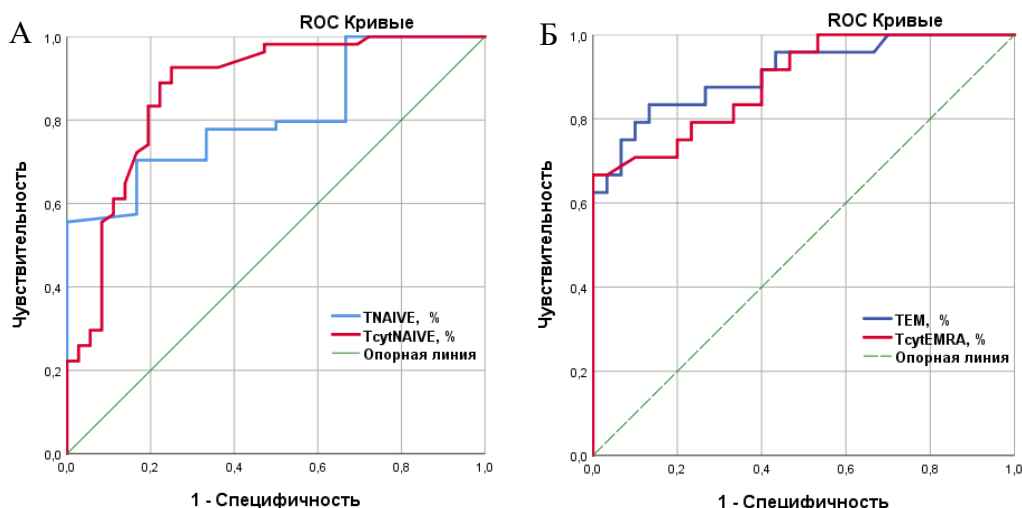 А
ROC Кривые
1,0
0,8
0,6
0,4
0,2
0,0
0,0 0,2 0,4 0,6 0,8 1,0
Чувствительность
1 - Специфичность
TNAIVE, %
TcytNAIVE, %
Опорная линия
Б
ROC Кривые
1,0
0,8
0,6
0,4
0,2
0,0
0,0 0,2 0,4 0,6 0,8 1,0
Чувствительность
1 - Специфичность
TEM, %
TcytEMRA, %
Опорная линия